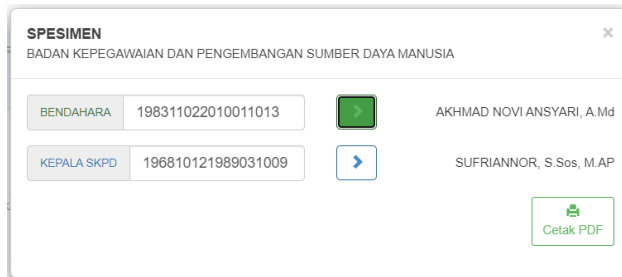 SPESIMEN
BADAN KEPEGAWAIAN DAN PENGEMBANGAN SUMBER DAYA MANUSIA
BENDAHARA 198311022010011013 AKHMAD NOVI ANSYARI, A.Md
KEPALA SKPD 196810121989031009 SUFRIANNOR, S.Sos, M.AP
Cetak PDF